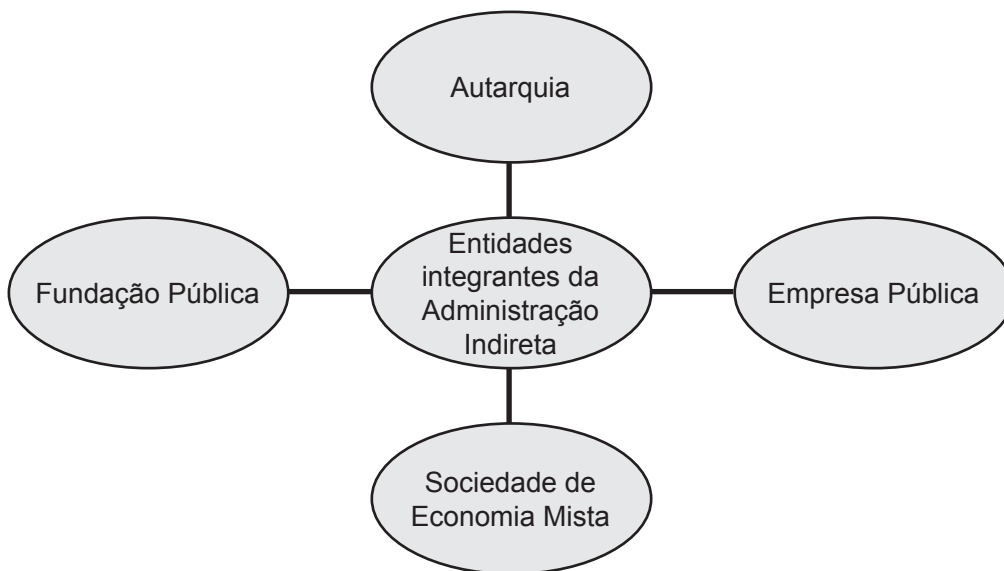 Autarquia
Fundação Pública
Entidades
integrantes da
Administração
Indireta
Empresa Pública
Sociedade de
Economia Mista